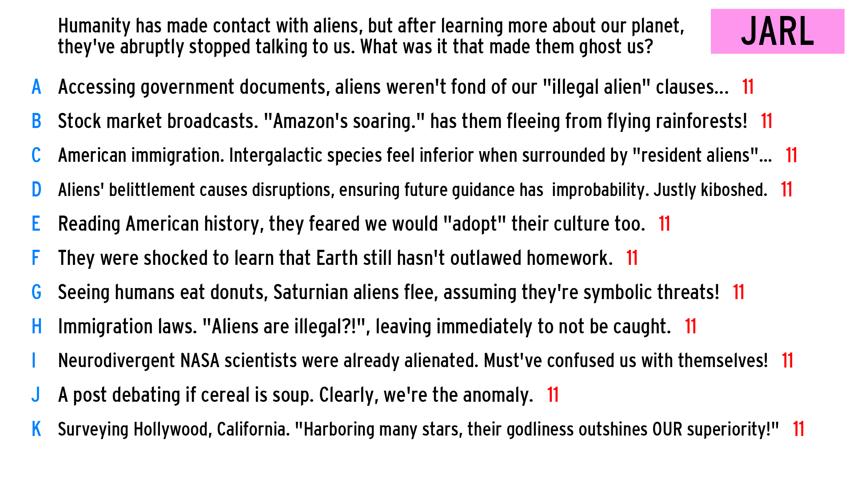 Humanity has made contact with aliens, but after learning more about our planet,
they've abruptly stopped talking to us. What was it that made them ghost us?
JARL
A Accessing government documents, aliens weren't fond of our "illegal alien" clauses... 11
B Stock market broadcasts. "Amazon's soaring." has them fleeing from flying rainforests! 11
C American immigration. Intergalactic species feel inferior when surrounded by "resident aliens"... 11
D Aliens' belittlement causes disruptions, ensuring future guidance has improbability. Justly kiboshed. 11
E Reading American history, they feared we would "adopt" their culture too. 11
F They were shocked to learn that Earth still hasn't outlawed homework. 11
G Seeing humans eat donuts, Saturnian aliens flee, assuming they're symbolic threats! 11
H Immigration laws. "Aliens are illegal?!", leaving immediately to not be caught. 11
I Neurodivergent NASA scientists were already alienated. Must've confused us with themselves! 11
J A post debating if cereal is soup. Clearly, we're the anomaly. 11
K Surveying Hollywood, California. "Harboring many stars, their godliness outshines OUR superiority!" 11